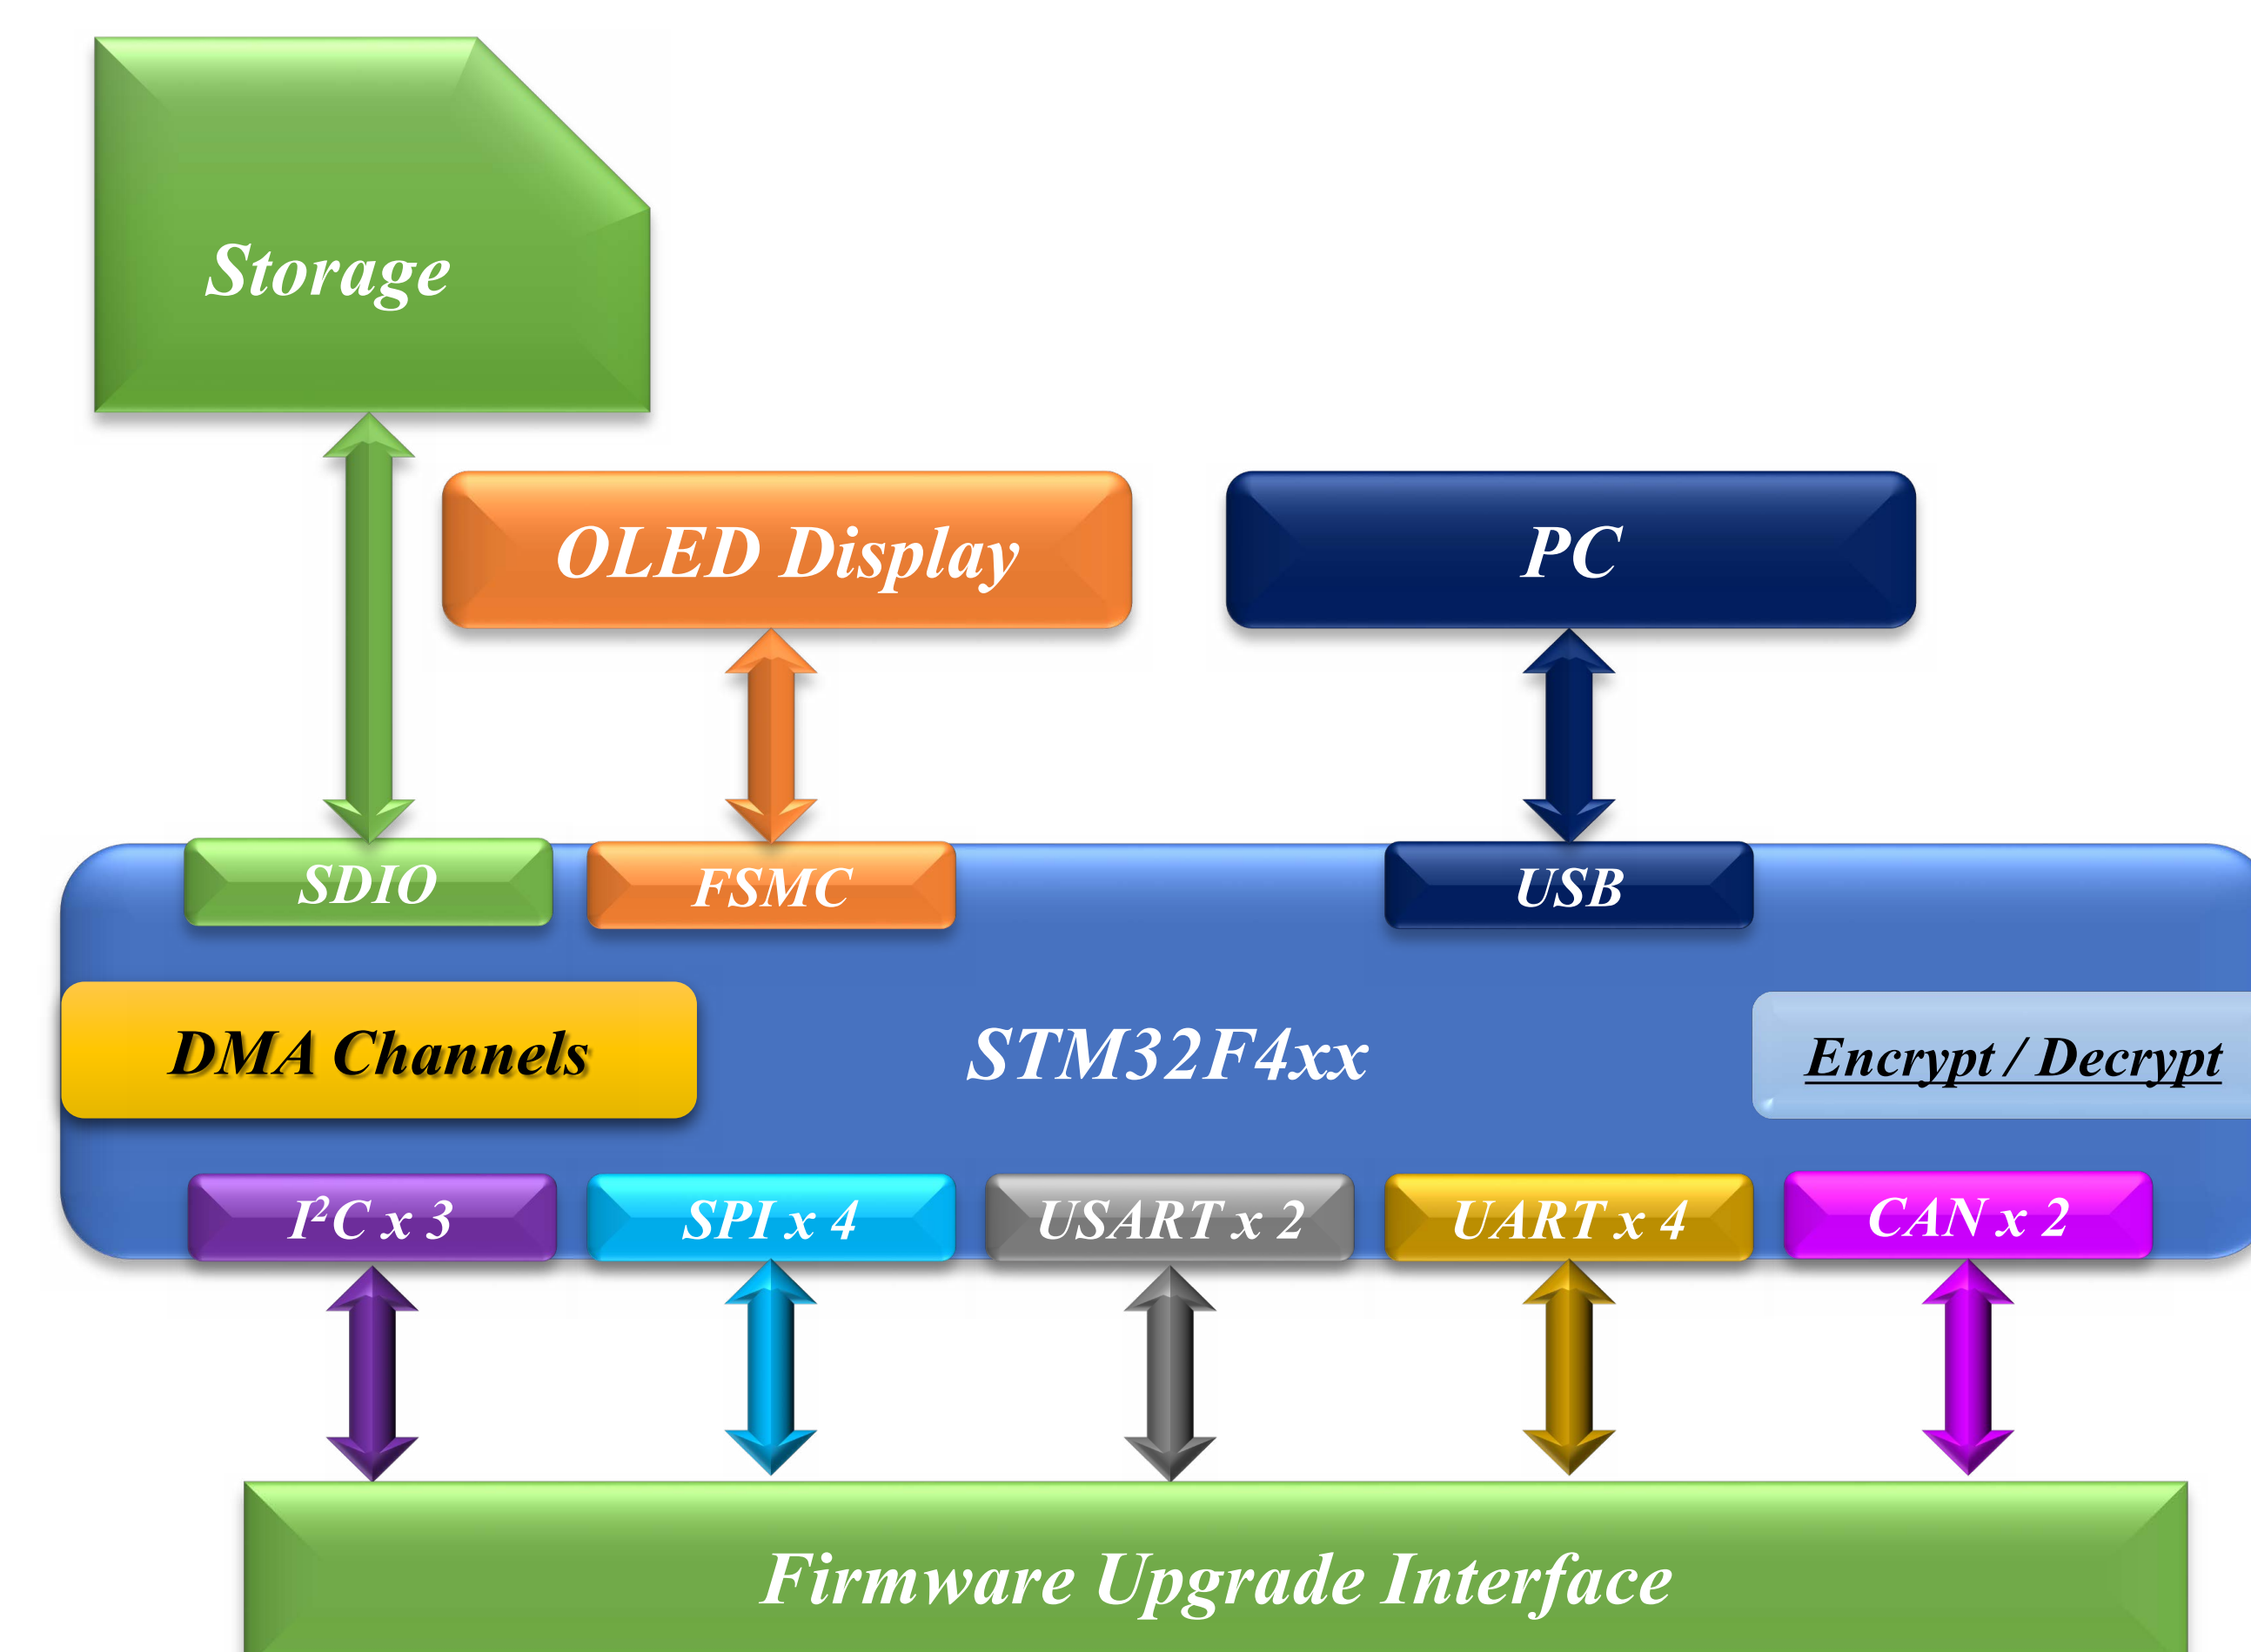 Storage
OLED Display
PC
SDIO
FSMC
USB
DMA Channels
STM32F4xx
Encrypt / Decrypt
I²C x 3
SPI x 4
USART x 2
UART x 4
CAN x 2
Firmware Upgrade Interface